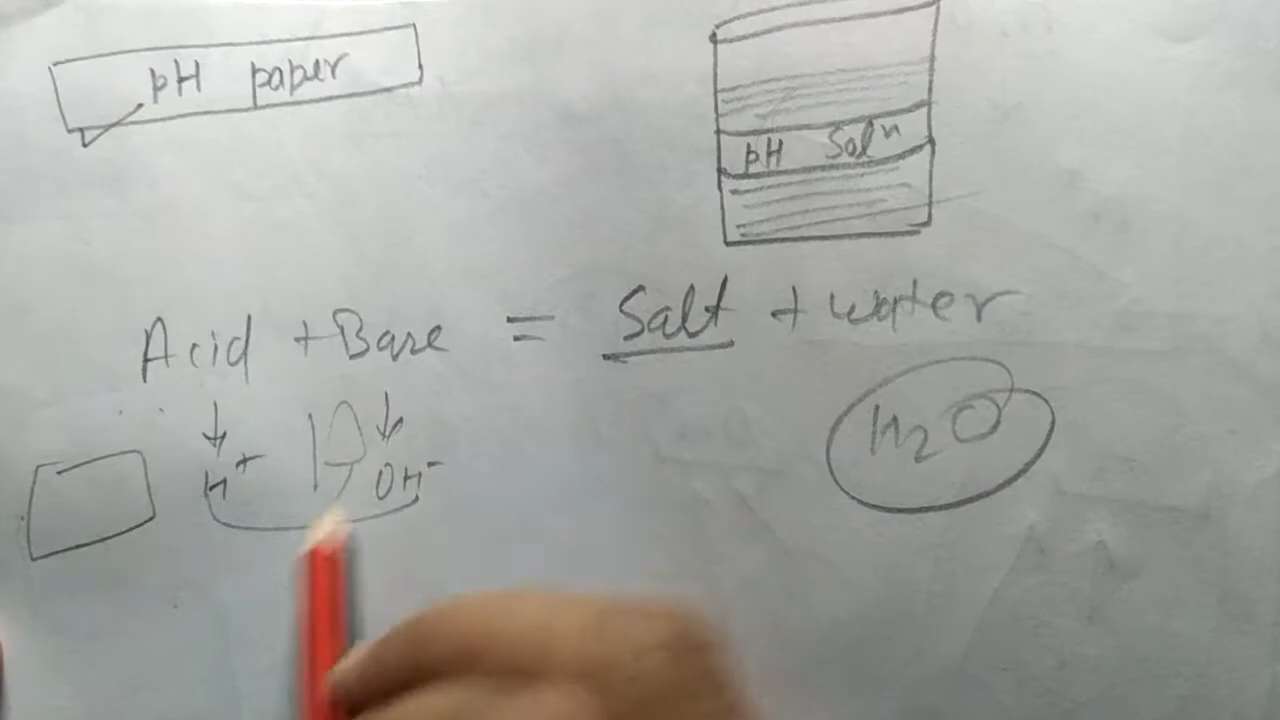 pH paper
pH Solⁿ
Acid + Base = Salt + water
H⁺ OH⁻
H₂O